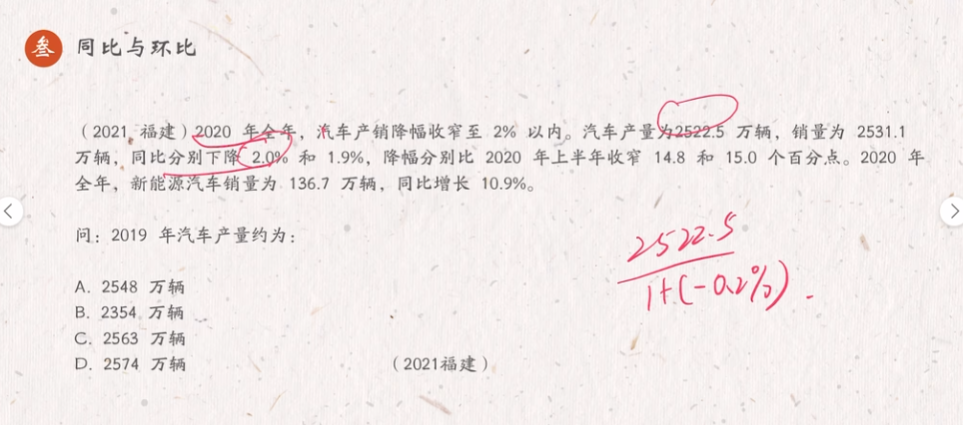 叁 同比与环比
（2021 福建）2020 年全年，汽车产销降幅收窄至 2% 以内。汽车产量为2522.5 万辆，销量为 2531.1
万辆，同比分别下降 2.0% 和 1.9%，降幅分别比 2020 年上半年收窄 14.8 和 15.0 个百分点。2020 年
全年，新能源汽车销量为 136.7 万辆，同比增长 10.9%。
问：2019 年汽车产量约为：
A. 2548 万辆
B. 2354 万辆
C. 2563 万辆
D. 2574 万辆
（2021福建）
2522.5
1+(-0.2%).